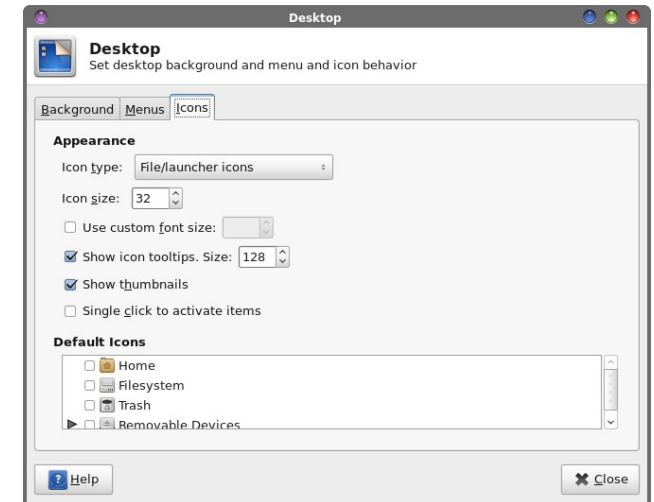 Desktop
Desktop
Set desktop background and menu and icon behavior
Background Menus Icons
Appearance
Icon type: File/launcher icons
Icon size: 32
Use custom font size:
Show icon tooltips. Size: 128
Show thumbnails
Single click to activate items
Default Icons
Home
Filesystem
Trash
Removable Devices
? Help
Close